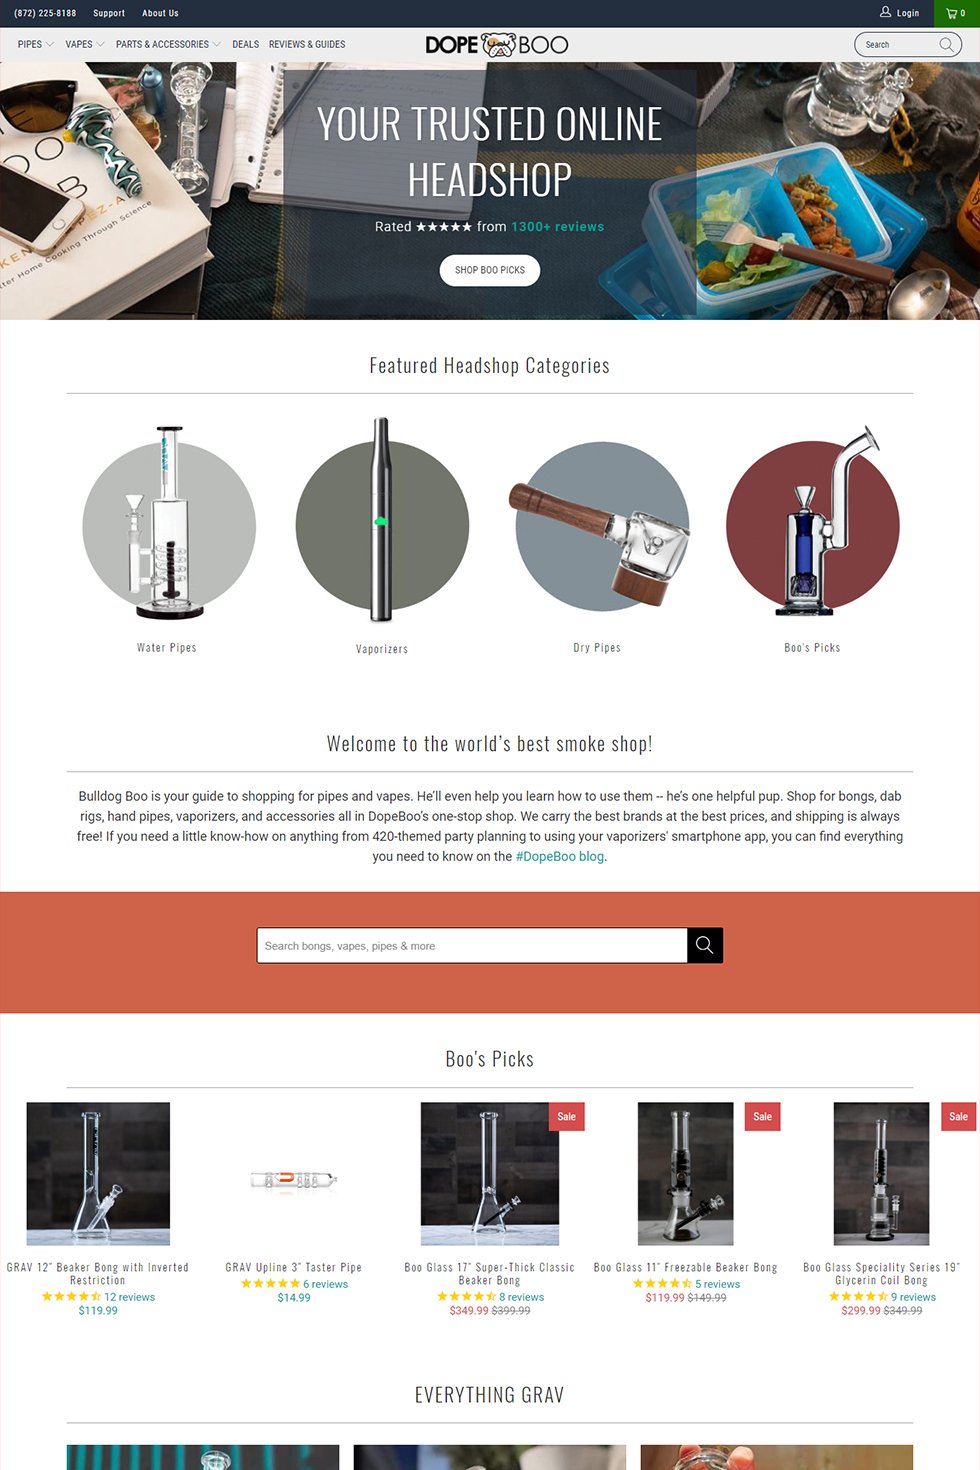 (872) 225-8188 Support About Us
Login 0
PIPES VAPES PARTS & ACCESSORIES DEALS REVIEWS & GUIDES
DOPE BOO
Search
YOUR TRUSTED ONLINE
HEADSHOP
Rated ★★★★★ from 1300+ reviews
SHOP BOO PICKS
Featured Headshop Categories
Water Pipes
Vaporizers
Dry Pipes
Boo's Picks
Welcome to the world’s best smoke shop!
Bulldog Boo is your guide to shopping for pipes and vapes. He’ll even help you learn how to use them -- he’s one helpful pup. Shop for bongs, dab
rigs, hand pipes, vaporizers, and accessories all in DopeBoo’s one-stop shop. We carry the best brands at the best prices, and shipping is always
free! If you need a little know-how on anything from 420-themed party planning to using your vaporizers' smartphone app, you can find everything
you need to know on the #DopeBoo blog.
Search bongs, vapes, pipes & more
Boo's Picks
GRAV 12" Beaker Bong with Inverted
Restriction
12 reviews
$119.99
GRAV Upline 3" Taster Pipe
6 reviews
$14.99
Sale
Boo Glass 17" Super-Thick Classic
Beaker Bong
8 reviews
$349.99 $399.99
Sale
Boo Glass 11" Freezable Beaker Bong
5 reviews
$119.99 $149.99
Sale
Boo Glass Speciality Series 19"
Glycerin Coil Bong
9 reviews
$299.99 $349.99
EVERYTHING GRAV